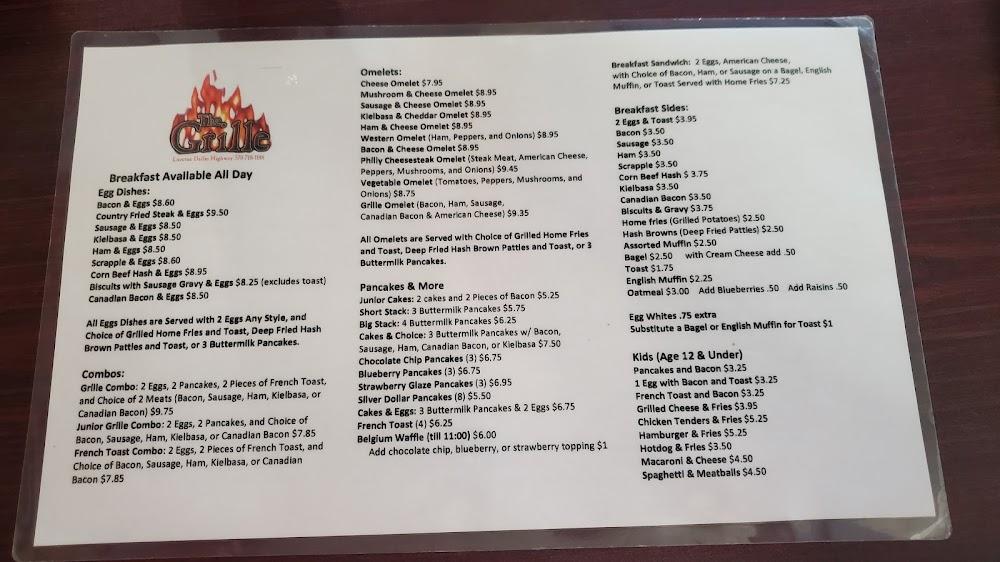 The
Grille
Luzerne Dallas Highway 570-718-1101
Breakfast Available All Day
Egg Dishes:
Bacon & Eggs $8.60
Country Fried Steak & Eggs $9.50
Sausage & Eggs $8.50
Kielbasa & Eggs $8.50
Ham & Eggs $8.50
Scrapple & Eggs $8.60
Corn Beef Hash & Eggs $8.95
Biscuits with Sausage Gravy & Eggs $8.25 (excludes toast)
Canadian Bacon & Eggs $8.50
All Eggs Dishes are Served with 2 Eggs Any Style, and
Choice of Grilled Home Fries and Toast, Deep Fried Hash
Brown Patties and Toast, or 3 Buttermilk Pancakes.
Combos:
Grille Combo: 2 Eggs, 2 Pancakes, 2 Pieces of French Toast,
and Choice of 2 Meats (Bacon, Sausage, Ham, Kielbasa, or
Canadian Bacon) $9.75
Junior Grille Combo: 2 Eggs, 2 Pancakes, and Choice of
Bacon, Sausage, Ham, Kielbasa, or Canadian Bacon $7.85
French Toast Combo: 2 Eggs, 2 Pieces of French Toast, and
Choice of Bacon, Sausage, Ham, Kielbasa, or Canadian
Bacon $7.85
Omelets:
Cheese Omelet $7.95
Mushroom & Cheese Omelet $8.95
Sausage & Cheese Omelet $8.95
Kielbasa & Cheddar Omelet $8.95
Ham & Cheese Omelet $8.95
Western Omelet (Ham, Peppers, and Onions) $8.95
Bacon & Cheese Omelet $8.95
Philly Cheesesteak Omelet (Steak Meat, American Cheese,
Peppers, Mushrooms, and Onions) $9.45
Vegetable Omelet (Tomatoes, Peppers, Mushrooms, and
Onions) $8.75
Grille Omelet (Bacon, Ham, Sausage,
Canadian Bacon & American Cheese) $9.35
All Omelets are Served with Choice of Grilled Home Fries
and Toast, Deep Fried Hash Brown Patties and Toast, or 3
Buttermilk Pancakes.
Pancakes & More
Junior Cakes: 2 cakes and 2 Pieces of Bacon $5.25
Short Stack: 3 Buttermilk Pancakes $5.75
Big Stack: 4 Buttermilk Pancakes $6.25
Cakes & Choice: 3 Buttermilk Pancakes w/ Bacon,
Sausage, Ham, Canadian Bacon, or Kielbasa $7.50
Chocolate Chip Pancakes (3) $6.75
Blueberry Pancakes (3) $6.75
Strawberry Glaze Pancakes (3) $6.95
Silver Dollar Pancakes (8) $5.50
Cakes & Eggs: 3 Buttermilk Pancakes & 2 Eggs $6.75
French Toast (4) $6.25
Belgium Waffle (till 11:00) $6.00
Add chocolate chip, blueberry, or strawberry topping $1
Breakfast Sandwich: 2 Eggs, American Cheese,
with Choice of Bacon, Ham, or Sausage on a Bagel, English
Muffin, or Toast Served with Home Fries $7.25
Breakfast Sides:
2 Eggs & Toast $3.95
Bacon $3.50
Sausage $3.50
Ham $3.50
Scrapple $3.50
Corn Beef Hash $ 3.75
Kielbasa $3.50
Canadian Bacon $3.50
Biscuits & Gravy $3.75
Home fries (Grilled Potatoes) $2.50
Hash Browns (Deep Fried Patties) $2.50
Assorted Muffin $2.50
Bagel $2.50 with Cream Cheese add .50
Toast $1.75
English Muffin $2.25
Oatmeal $3.00 Add Blueberries .50 Add Raisins .50
Egg Whites .75 extra
Substitute a Bagel or English Muffin for Toast $1
Kids (Age 12 & Under)
Pancakes and Bacon $3.25
1 Egg with Bacon and Toast $3.25
French Toast and Bacon $3.25
Grilled Cheese & Fries $3.95
Chicken Tenders & Fries $5.25
Hamburger & Fries $5.25
Hotdog & Fries $3.50
Macaroni & Cheese $4.50
Spaghetti & Meatballs $4.50